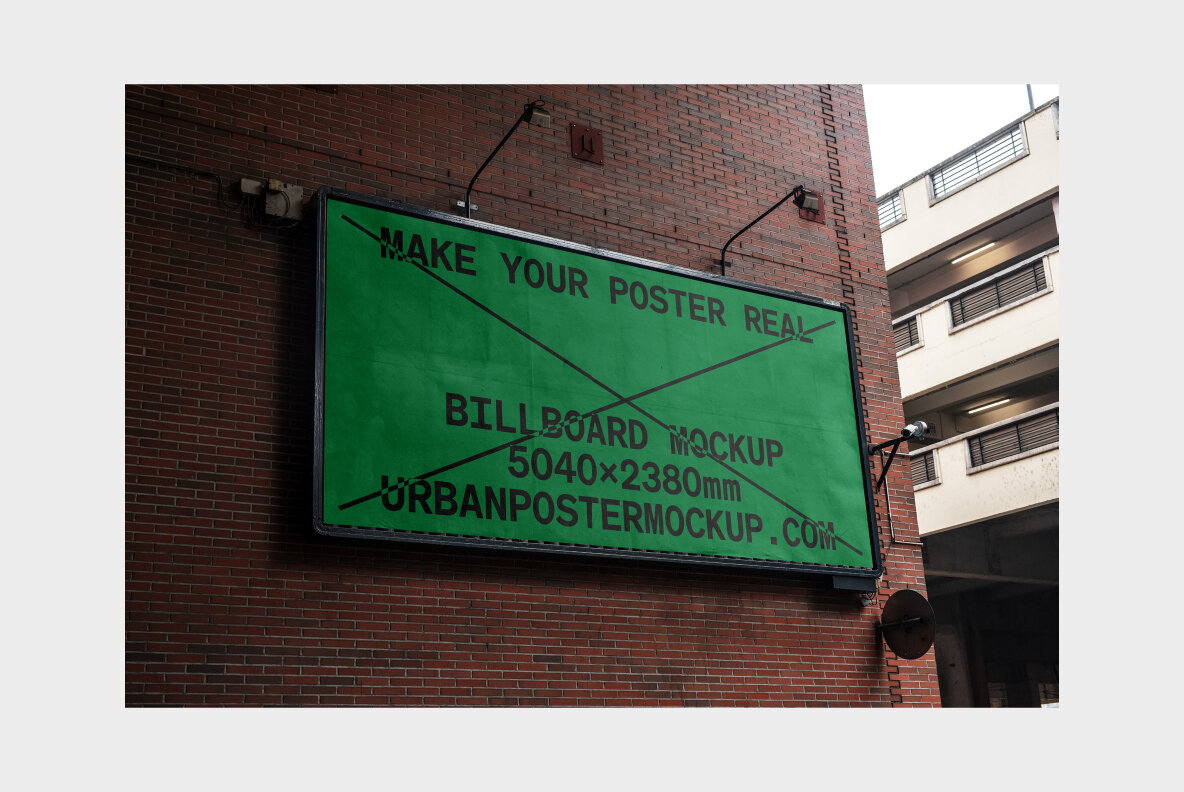 MAKE YOUR POSTER REAL
BILLBOARD MOCKUP
5040×2380mm
URBANPOSTERMOCKUP.COM